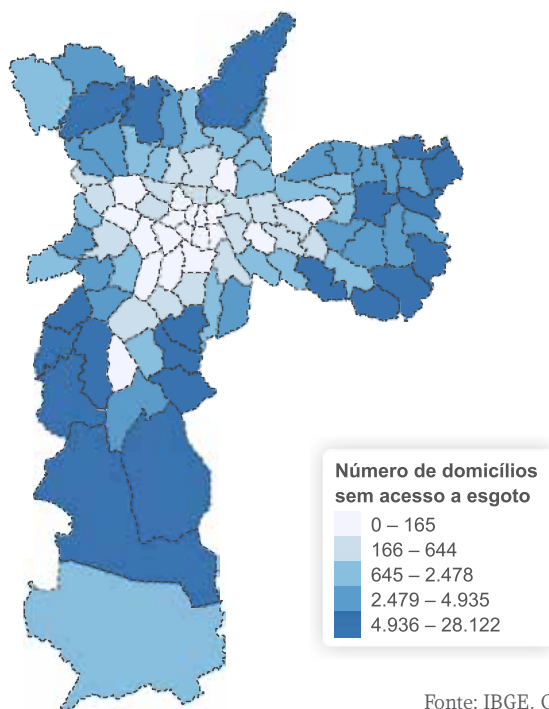 Número de domicílios
sem acesso a esgoto
0 – 165
166 – 644
645 – 2.478
2.479 – 4.935
4.936 – 28.122
Fonte: IBGE. C